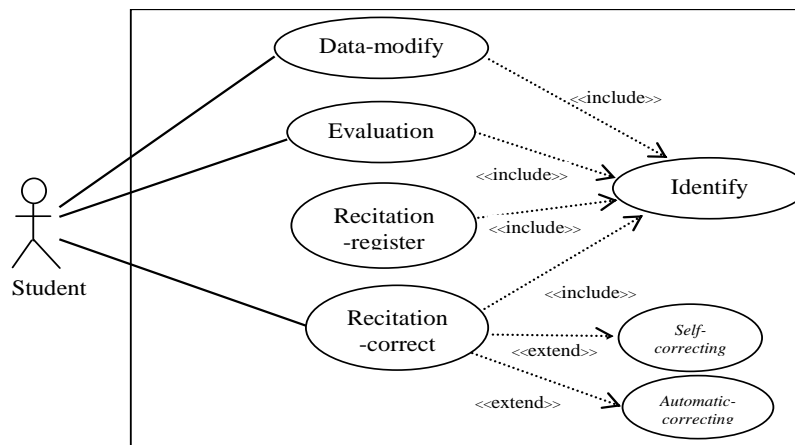 Data-modify
<<include>>
Evaluation
<<include>>
Identify
Recitation
-register
<<include>>
Student
<<include>>
Recitation
-correct
Self-
correcting
<<extend>>
Automatic-
correcting
<<extend>>